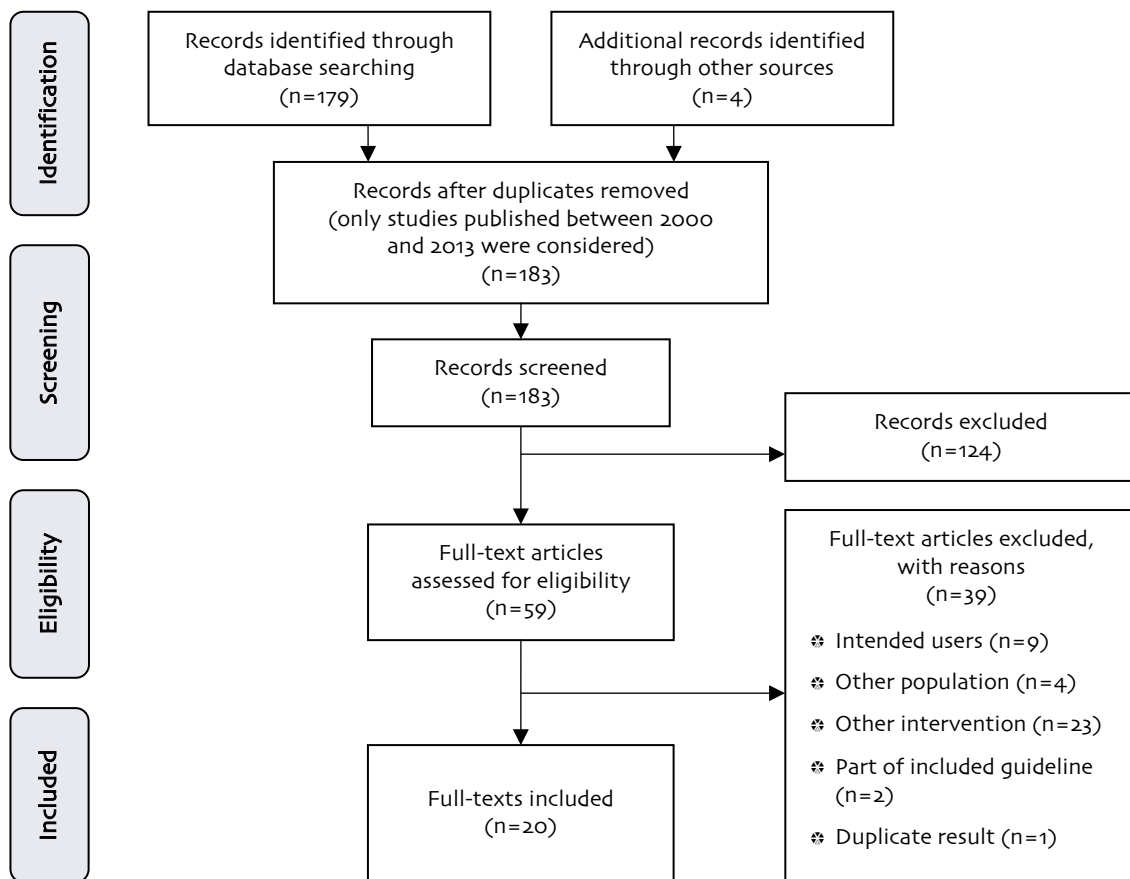 Identification
Records identified through
database searching
(n=179)
Additional records identified
through other sources
(n=4)
Records after duplicates removed
(only studies published between 2000
and 2013 were considered)
(n=183)
Screening
Records screened
(n=183)
Records excluded
(n=124)
Eligibility
Full-text articles
assessed for eligibility
(n=59)
Full-text articles excluded,
with reasons
(n=39)
Intended users (n=9)
Other population (n=4)
Other intervention (n=23)
Part of included guideline
(n=2)
Duplicate result (n=1)
Included
Full-texts included
(n=20)